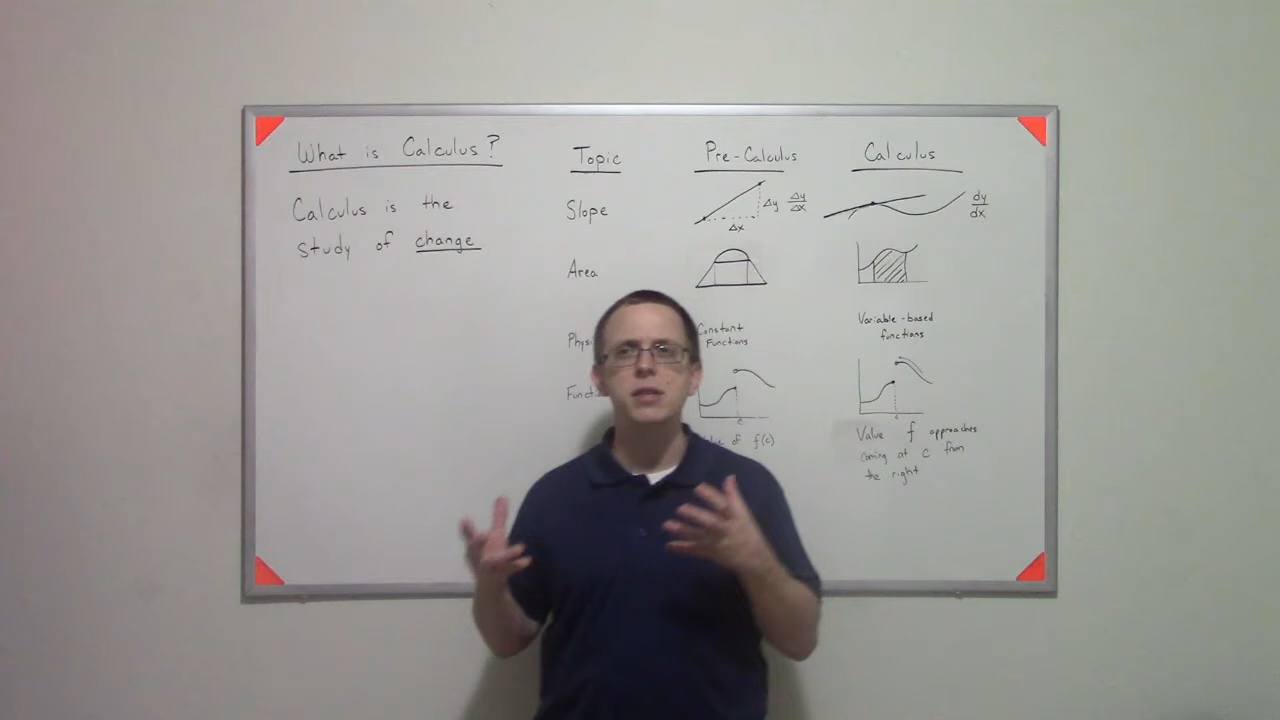 What is Calculus?
Calculus is the
study of change
Topic Pre-Calculus Calculus
Slope Δy Δy/Δx Δx dy/dx
Area
Constant
Functions
Variable-based
functions
c
c
of f(c)
Value f approaches
coming at c from
the right